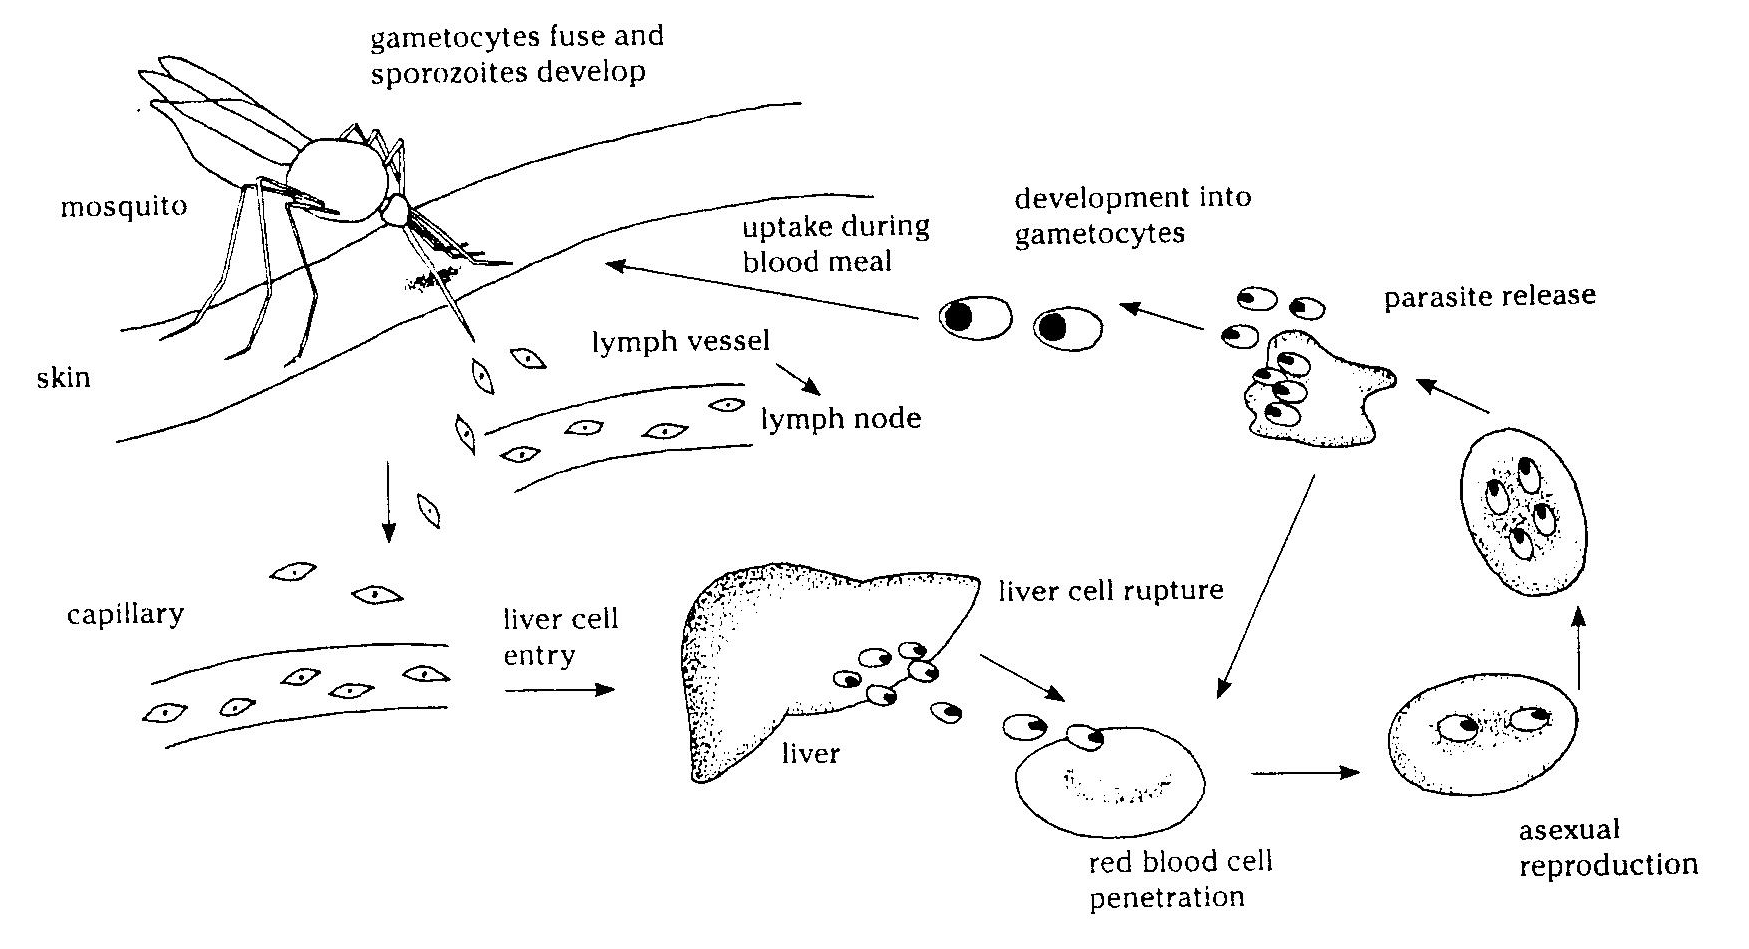 gametocytes fuse and
sporozoites develop
mosquito
development into
gametocytes
uptake during
blood meal
parasite release
lymph vessel
skin
lymph node
capillary
liver cell
entry
liver cell rupture
liver
asexual
reproduction
red blood cell
penetration